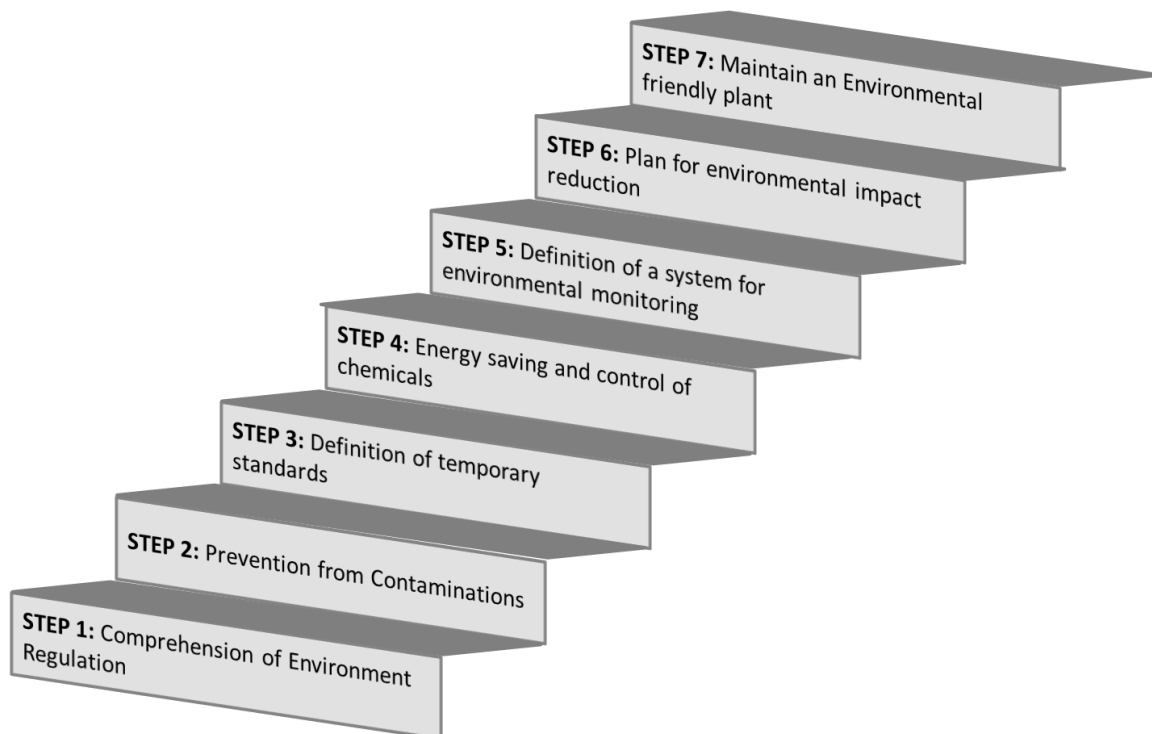 STEP 7: Maintain an Environmental
friendly plant
STEP 6: Plan for environmental impact
reduction
STEP 5: Definition of a system for
environmental monitoring
STEP 4: Energy saving and control of
chemicals
STEP 3: Definition of temporary
standards
STEP 2: Prevention from Contaminations
STEP 1: Comprehension of Environment
Regulation